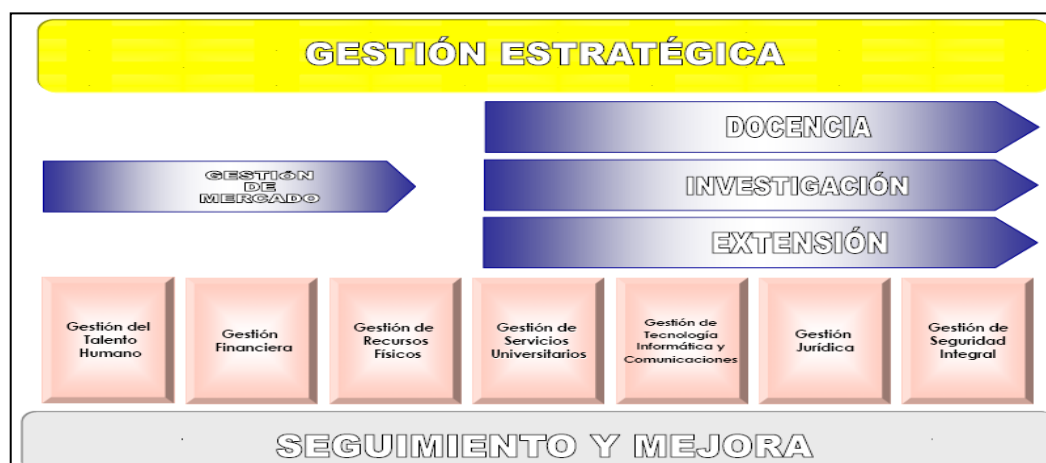 GESTIÓN ESTRATÉGICA
DOCENCIA
GESTIÓN
DE
MERCADO
INVESTIGACIÓN
EXTENSIÓN
Gestión del
Talento
Humano
Gestión
Financiera
Gestión de
Recursos
Físicos
Gestión de
Servicios
Universitarios
Gestión de
Tecnología
Informática y
Comunicaciones
Gestión
Jurídica
Gestión de
Seguridad
Integral
SEGUIMIENTO Y MEJORA